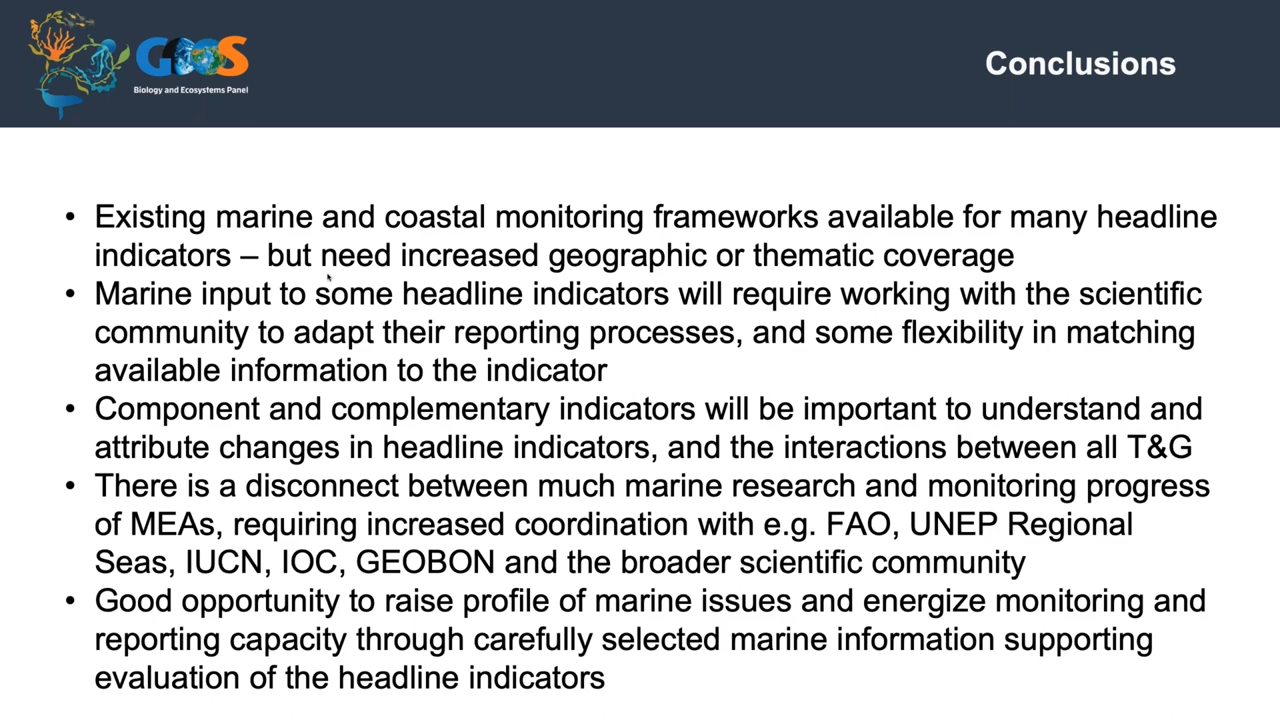 GOOS
Biology and Ecosystems Panel
Conclusions
• Existing marine and coastal monitoring frameworks available for many headline
indicators – but need increased geographic or thematic coverage
• Marine input to some headline indicators will require working with the scientific
community to adapt their reporting processes, and some flexibility in matching
available information to the indicator
• Component and complementary indicators will be important to understand and
attribute changes in headline indicators, and the interactions between all T&G
• There is a disconnect between much marine research and monitoring progress
of MEAs, requiring increased coordination with e.g. FAO, UNEP Regional
Seas, IUCN, IOC, GEOBON and the broader scientific community
• Good opportunity to raise profile of marine issues and energize monitoring and
reporting capacity through carefully selected marine information supporting
evaluation of the headline indicators